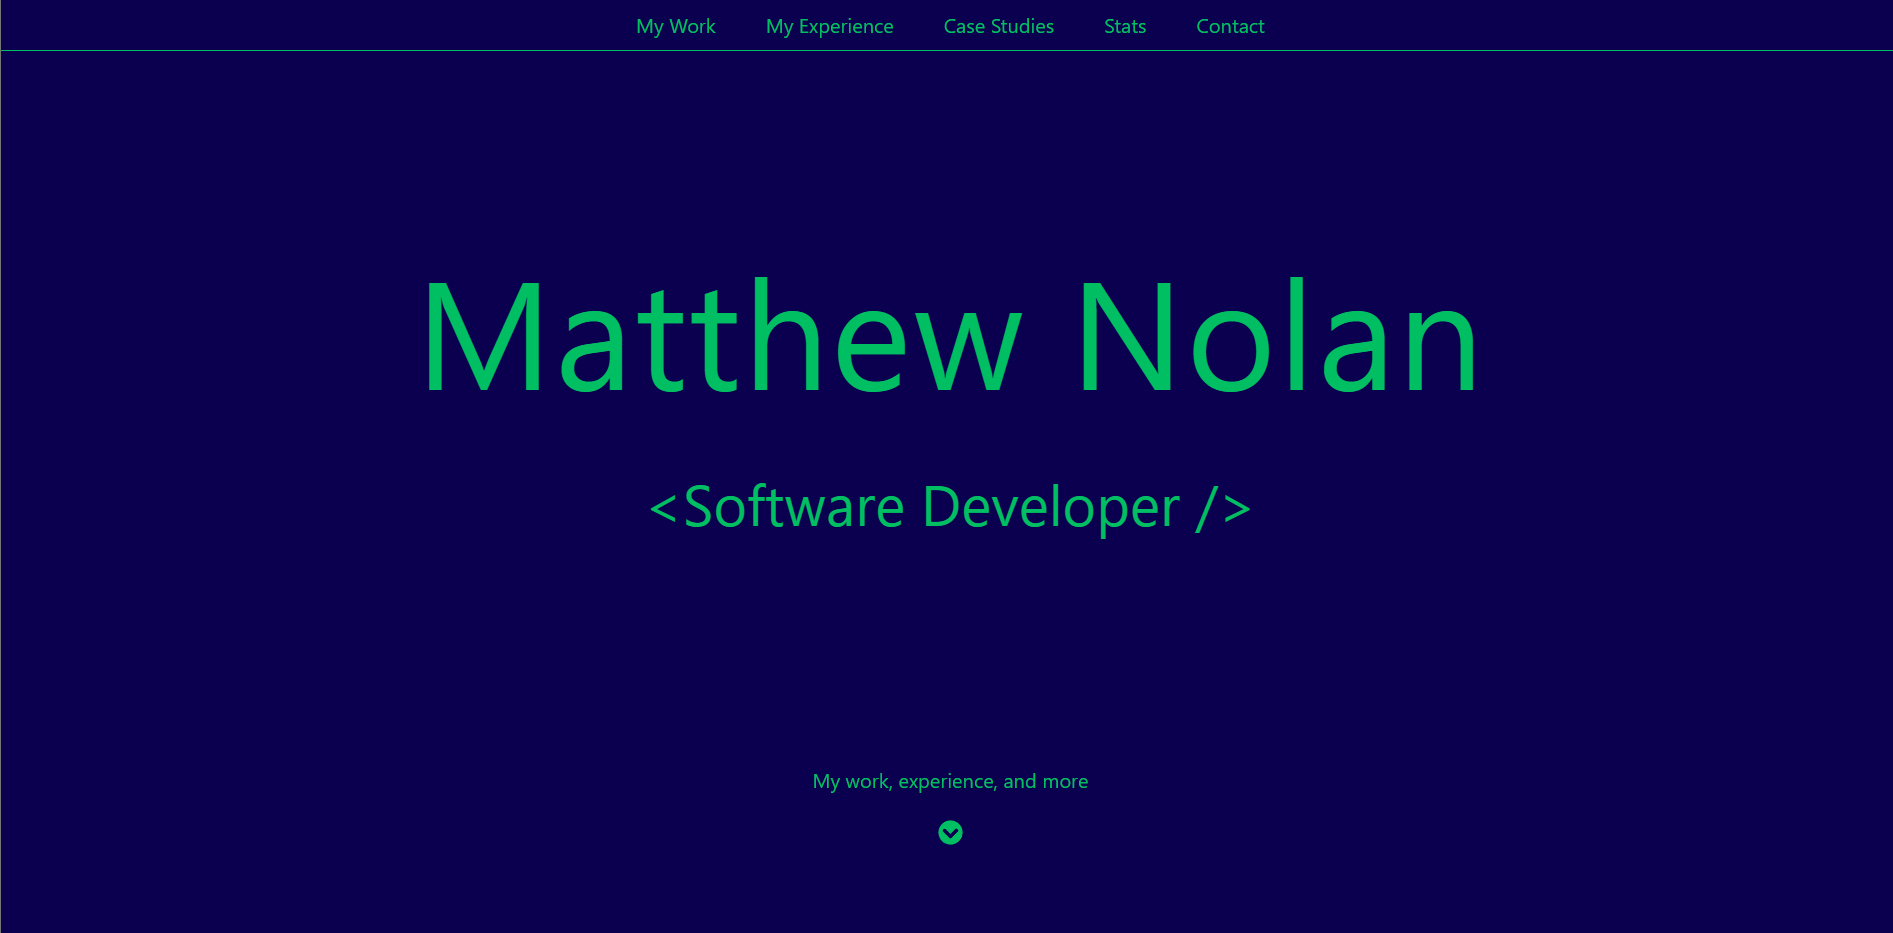 My Work My Experience Case Studies Stats Contact
Matthew Nolan
<Software Developer />
My work, experience, and more